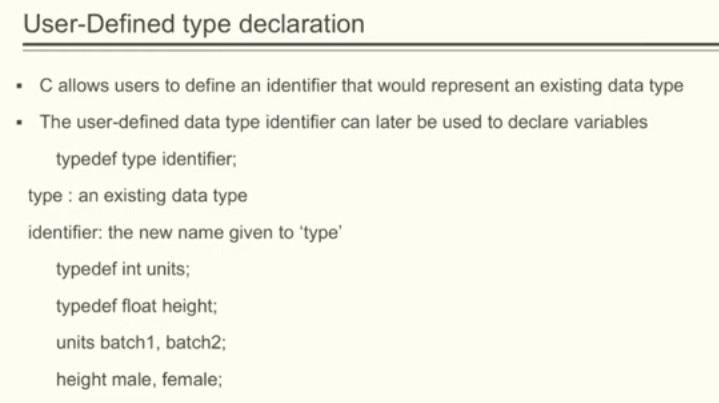 User-Defined type declaration
▪ C allows users to define an identifier that would represent an existing data type
▪ The user-defined data type identifier can later be used to declare variables
typedef type identifier;
type : an existing data type
identifier: the new name given to ‘type’
typedef int units;
typedef float height;
units batch1, batch2;
height male, female;